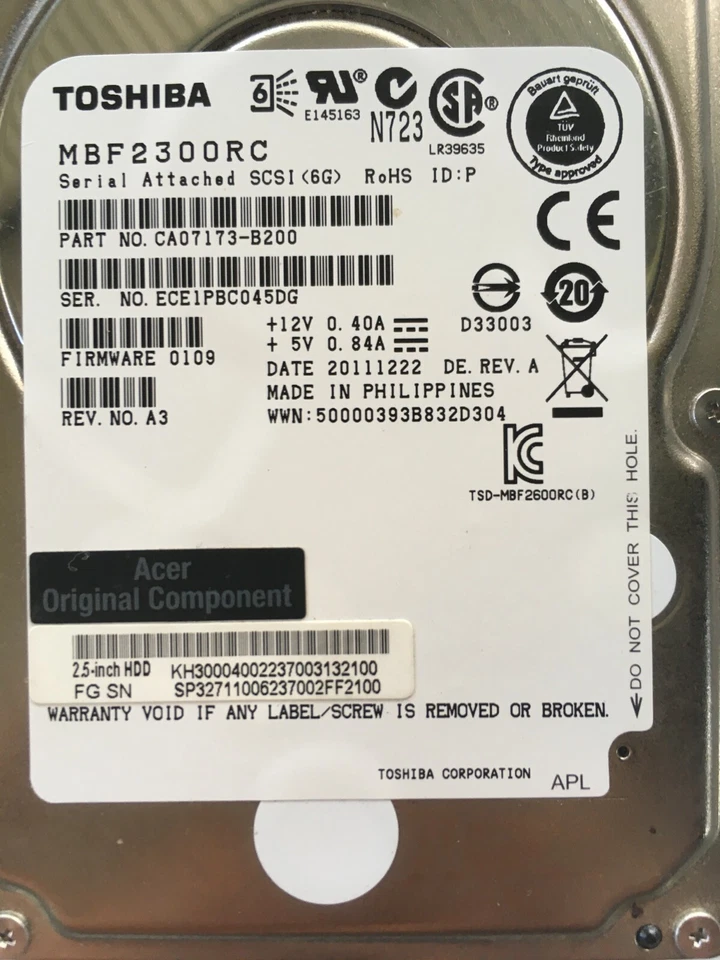 TOSHIBA
6
E145163
N723
SA®
LR39635
Bauart geprüft
TÜV
Rheinland
Product Safety
Type approved
MBF2300RC
Serial Attached SCSI(6G) RoHS ID:P
CE
PART NO. CA07173-B200
SER. NO. ECE1PBC045DG
20
+12V 0.40A
D33003
+ 5V 0.84A
FIRMWARE 0109
DATE 20111222 DE. REV. A
MADE IN PHILIPPINES
REV. NO. A3
WWN:50000393B832D304
TSD-MBF2600RC(B)
DO NOT COVER THIS HOLE.
Acer
Original Component
2.5-inch HDD KH30004002237003132100
FG SN SP32711006237002FF2100
WARRANTY VOID IF ANY LABEL/SCREW IS REMOVED OR BROKEN.
TOSHIBA CORPORATION APL